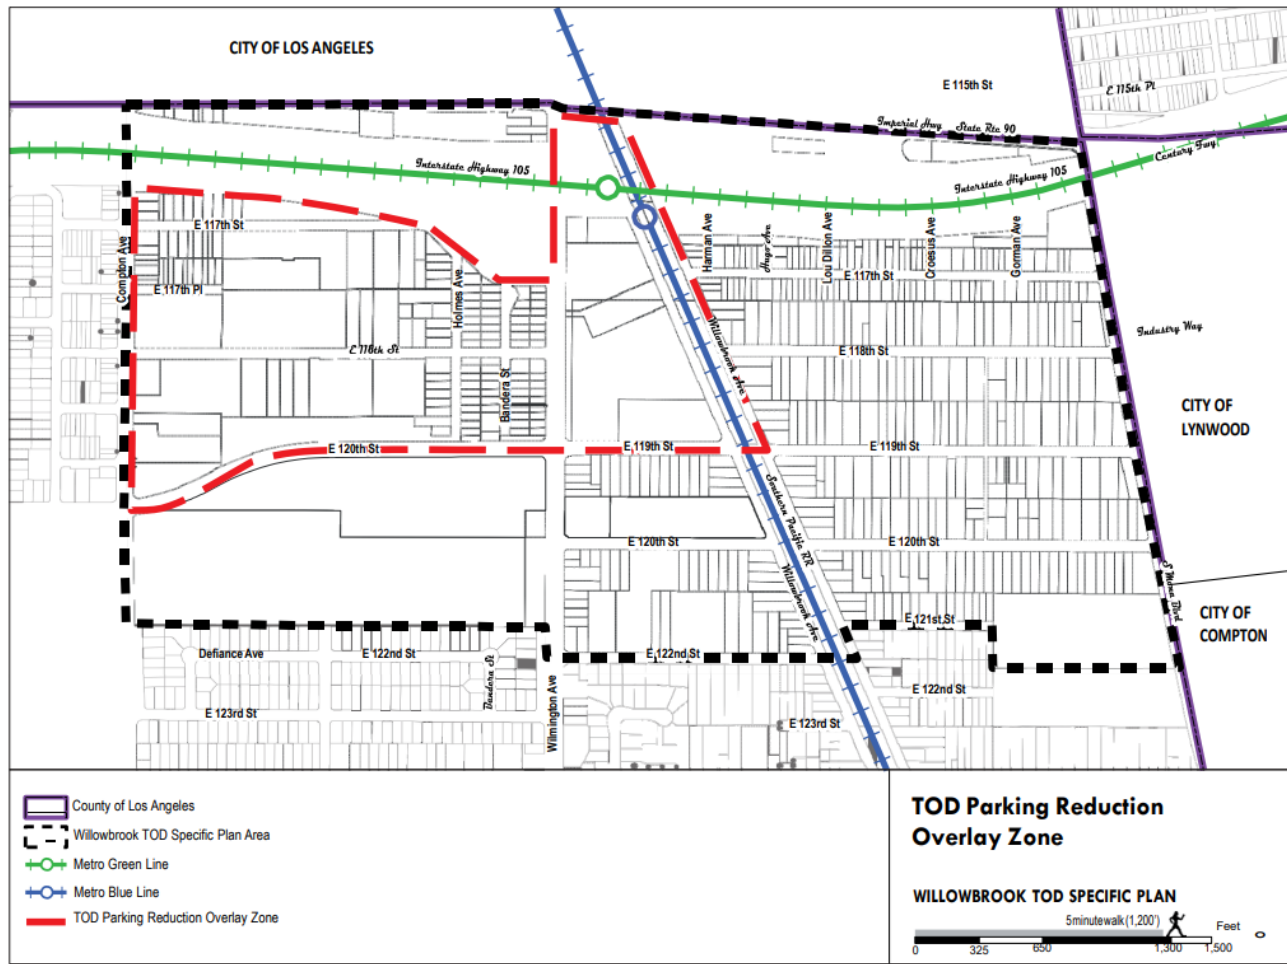 CITY OF LOS ANGELES
E 115th St
E 115th Pl
Imperial Hwy State Rte 90
Century Fwy
Interstate Highway 105
Interstate Highway 105
E 117th St
Compton Ave
E 117th Pl
Holmes Ave.
Harman Ave
Hugo Ave.
Lou Dillon Ave
Croesus Ave
Gorman Ave
E 117th St
Industry Way
E 118th St
Willowbrook Ave
E 118th St
Bandera St
CITY OF
LYNWOOD
E 120th St
E 119th St
E 119th St
Southern Pacific RR
E 120th St
E 120th St
Willowbrook Ave.
S Mona Blvd
CITY OF
COMPTON
E 121st St
Defiance Ave
E 122nd St
E 122nd St
Bandera St
E 122nd St
Wilmington Ave
E 123rd St
E 123rd St
County of Los Angeles
Willowbrook TOD Specific Plan Area
Metro Green Line
Metro Blue Line
TOD Parking Reduction Overlay Zone
TOD Parking Reduction
Overlay Zone
WILLOWBROOK TOD SPECIFIC PLAN
5minutewalk(1,200')
Feet
0 325 650 1,300 1,500